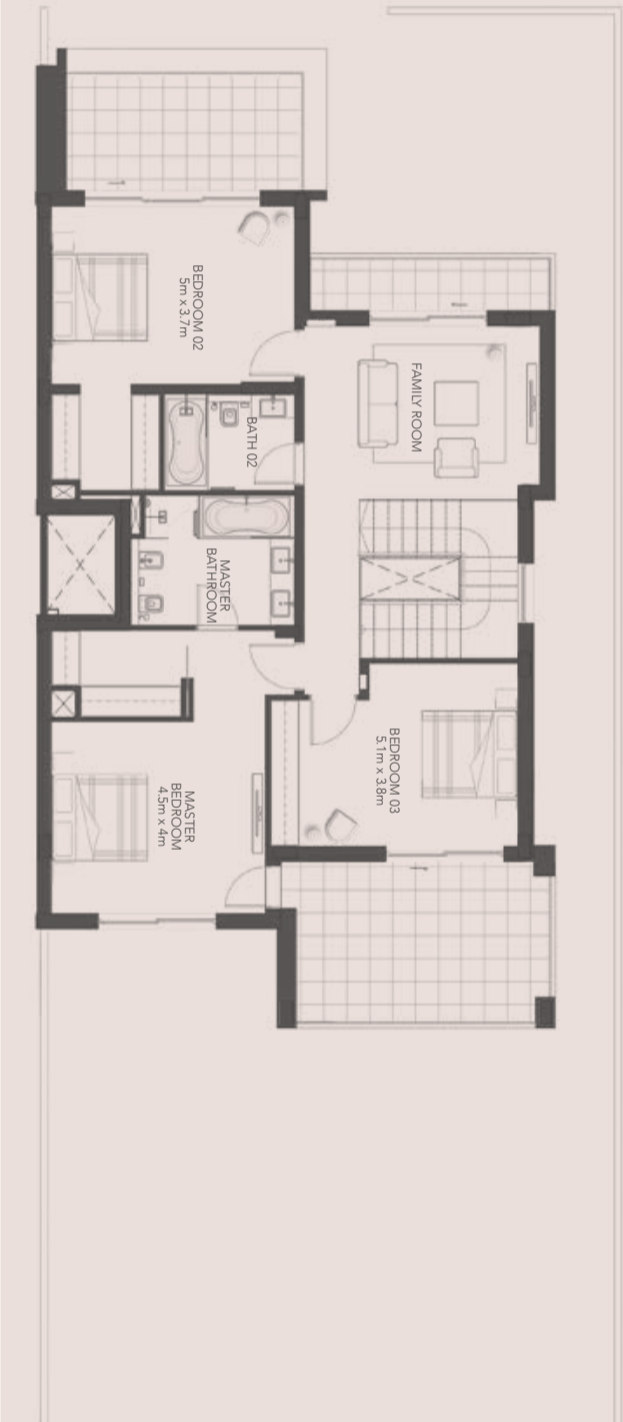 BEDROOM 02
5m x 3.7m
FAMILY ROOM
BATH 02
MASTER
BATHROOM
BEDROOM 03
5.1m x 3.8m
MASTER
BEDROOM
4.5m x 4m